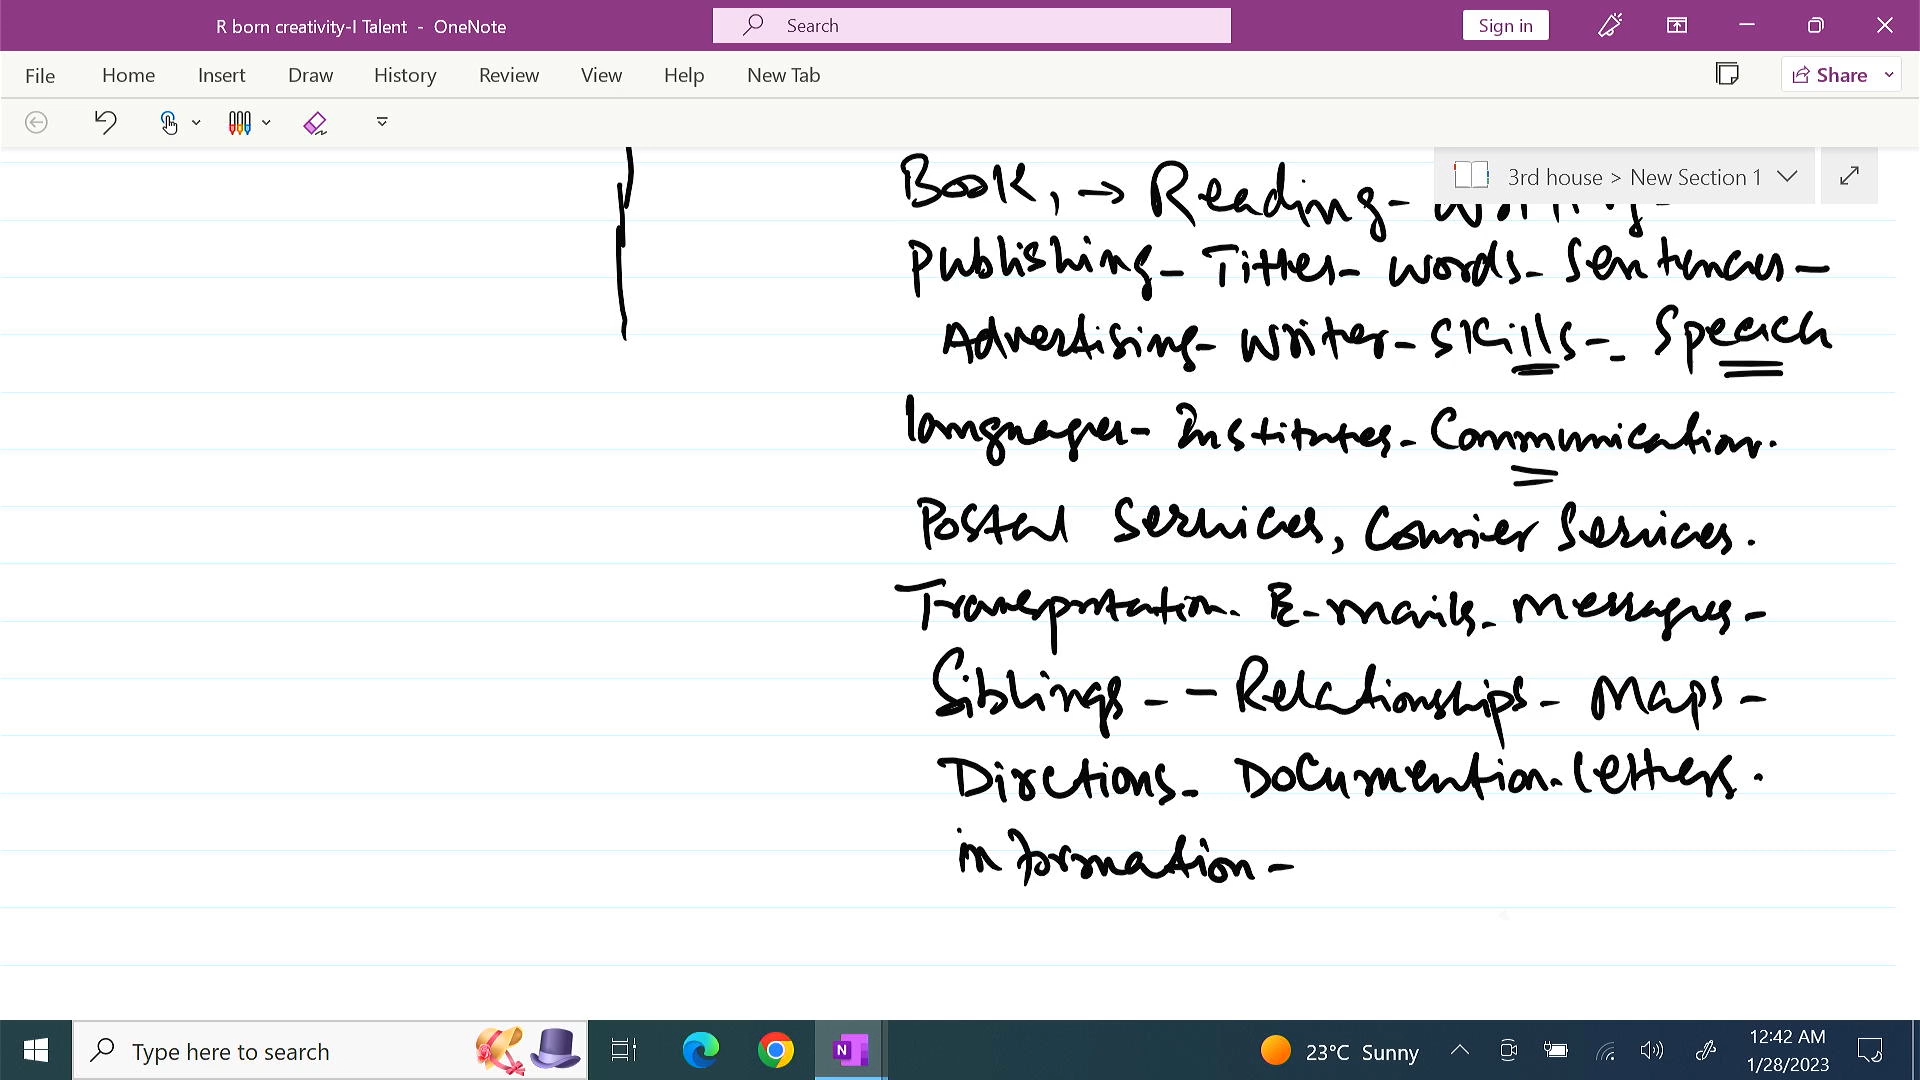 R born creativity-I Talent - OneNote
Search
Sign in
File Home Insert Draw History Review View Help New Tab
Share
3rd house > New Section 1
Book, → Reading -
Publishing - Titles - words - Sentences -
Advertising - Writer - Skills - - Speach
languages - Institutes - Communication.
Postal Services, Courier Services.
Transportation. E-mails - messages -
Siblings - - Relationships - Maps -
Dirctions - Documention. letters.
information -
Type here to search
N
23°C Sunny
12:42 AM
1/28/2023